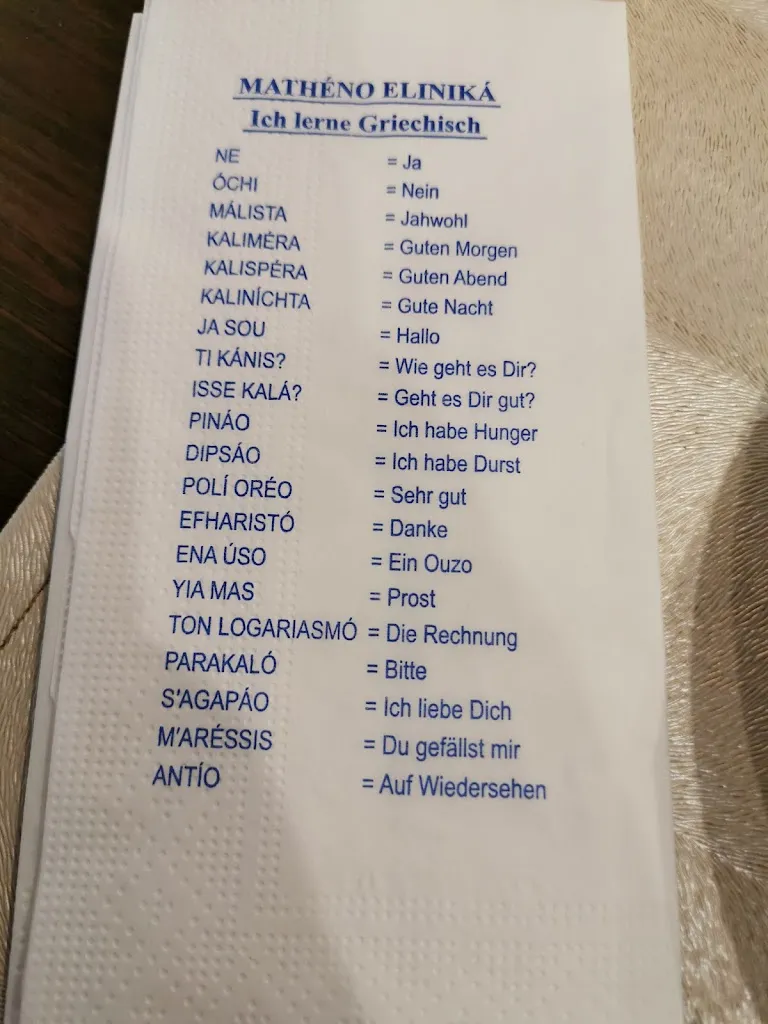 MATHÉNO ELINIKÁ
Ich lerne Griechisch
NE = Ja
ÓCHI = Nein
MÁLISTA = Jahwohl
KALIMÉRA = Guten Morgen
KALISPÉRA = Guten Abend
KALINÍCHTA = Gute Nacht
JA SOU = Hallo
TI KÁNIS? = Wie geht es Dir?
ISSE KALÁ? = Geht es Dir gut?
PINÁO = Ich habe Hunger
DIPSÁO = Ich habe Durst
POLÍ ORÉO = Sehr gut
EFHARISTÓ = Danke
ENA ÚSO = Ein Ouzo
YIA MAS = Prost
TON LOGARIASMÓ = Die Rechnung
PARAKALÓ = Bitte
S'AGAPÁO = Ich liebe Dich
M'ARÉSSIS = Du gefällst mir
ANTÍO = Auf Wiedersehen